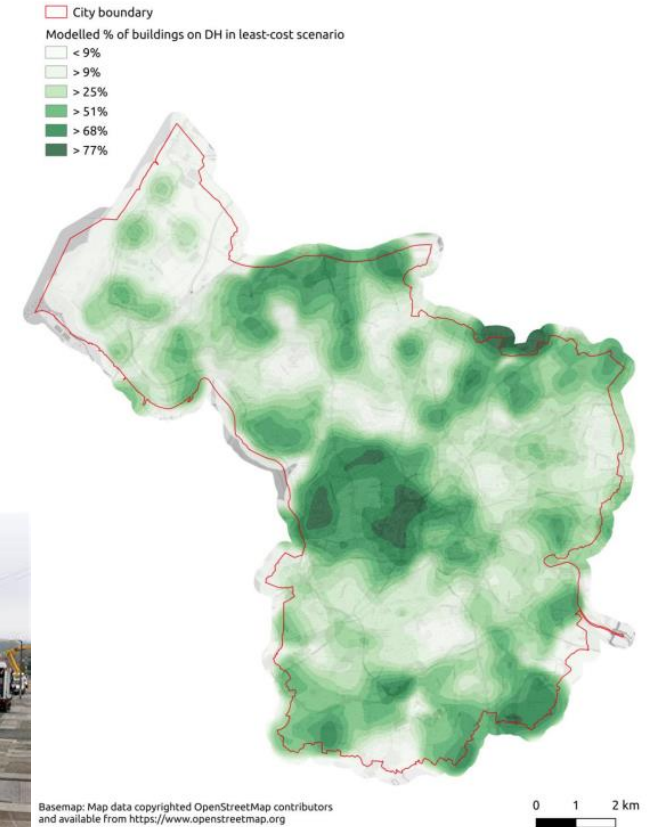 City boundary
Modelled % of buildings on DH in least-cost scenario
< 9%
> 9%
> 25%
> 51%
> 68%
> 77%
Basemap: Map data copyrighted OpenStreetMap contributors
and available from https://www.openstreetmap.org
0 1 2 km